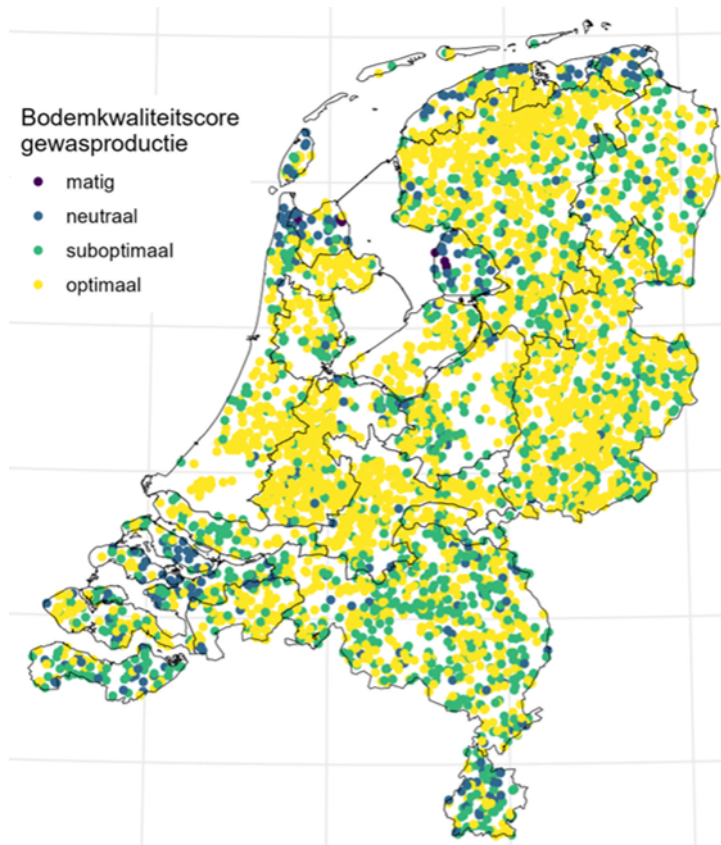 Bodemkwaliteitscore
gewasproductie
matig
neutraal
suboptimaal
optimaal